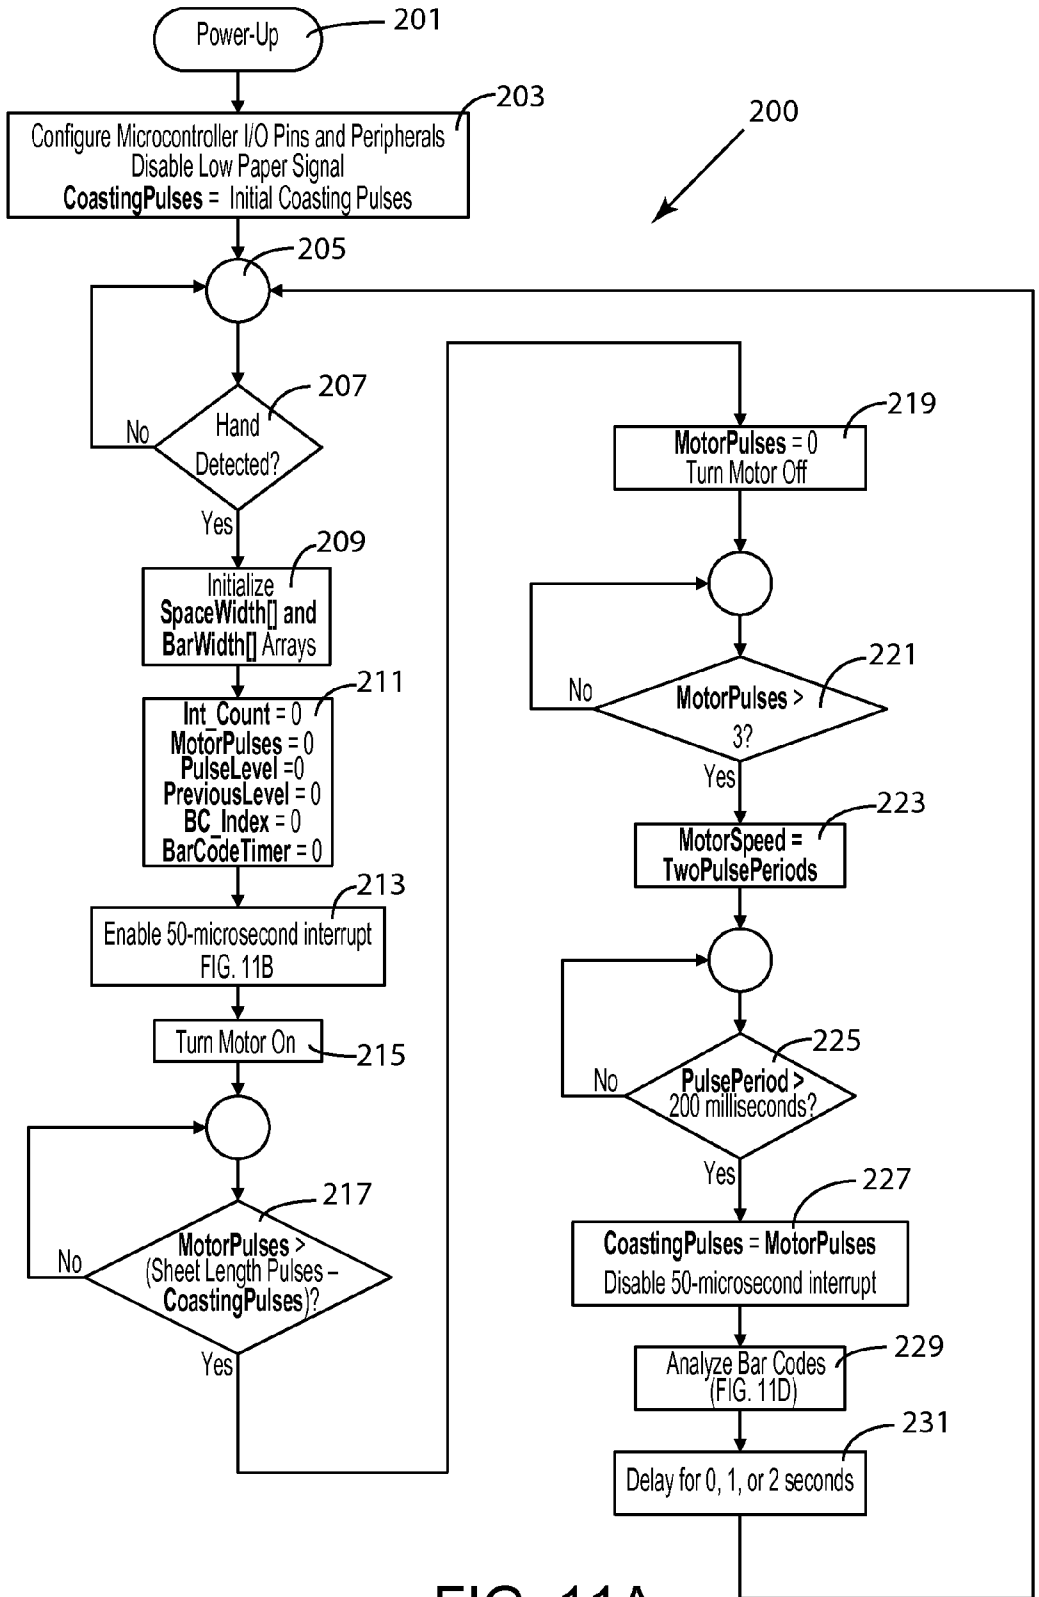 Power-Up
201
203
Configure Microcontroller I/O Pins and Peripherals
Disable Low Paper Signal
CoastingPulses = Initial Coasting Pulses
200
205
207
Hand
Detected?
No
Yes
209
Initialize
SpaceWidth[] and
BarWidth[] Arrays
211
Int_Count = 0
MotorPulses = 0
PulseLevel =0
PreviousLevel = 0
BC_Index = 0
BarCodeTimer = 0
213
Enable 50-microsecond interrupt
FIG. 11B
Turn Motor On
215
217
MotorPulses >
(Sheet Length Pulses –
CoastingPulses)?
No
Yes
219
MotorPulses = 0
Turn Motor Off
221
MotorPulses >
3?
No
Yes
223
MotorSpeed =
TwoPulsePeriods
225
PulsePeriod >
200 milliseconds?
No
Yes
227
CoastingPulses = MotorPulses
Disable 50-microsecond interrupt
229
Analyze Bar Codes
(FIG. 11D)
231
Delay for 0, 1, or 2 seconds
FIG. 11A